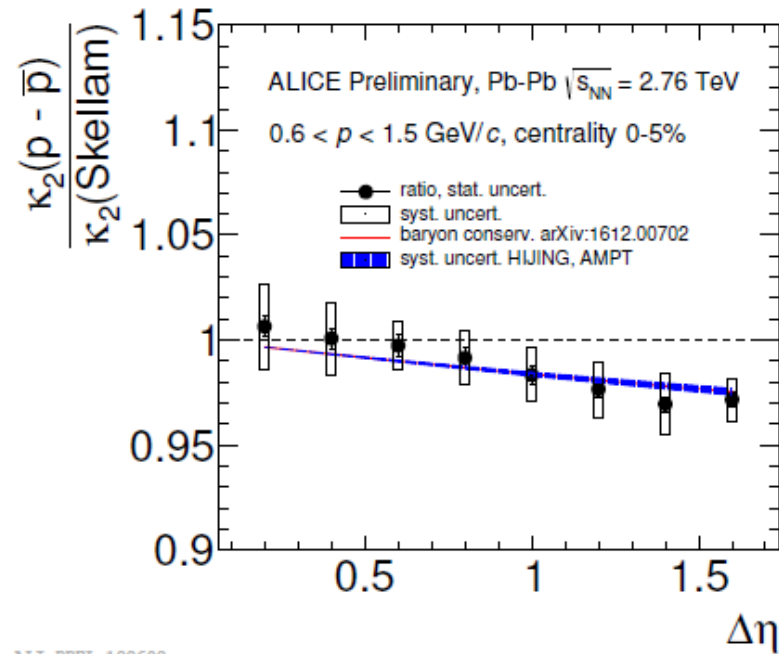 κ₂(p - p̅)
κ₂(Skellam)
1.15
1.1
1.05
1
0.95
0.9
ALICE Preliminary, Pb-Pb √s_NN = 2.76 TeV
0.6 < p < 1.5 GeV/c, centrality 0-5%
ratio, stat. uncert.
syst. uncert.
baryon conserv. arXiv:1612.00702
syst. uncert. HIJING, AMPT
0.5 1 1.5
Δη